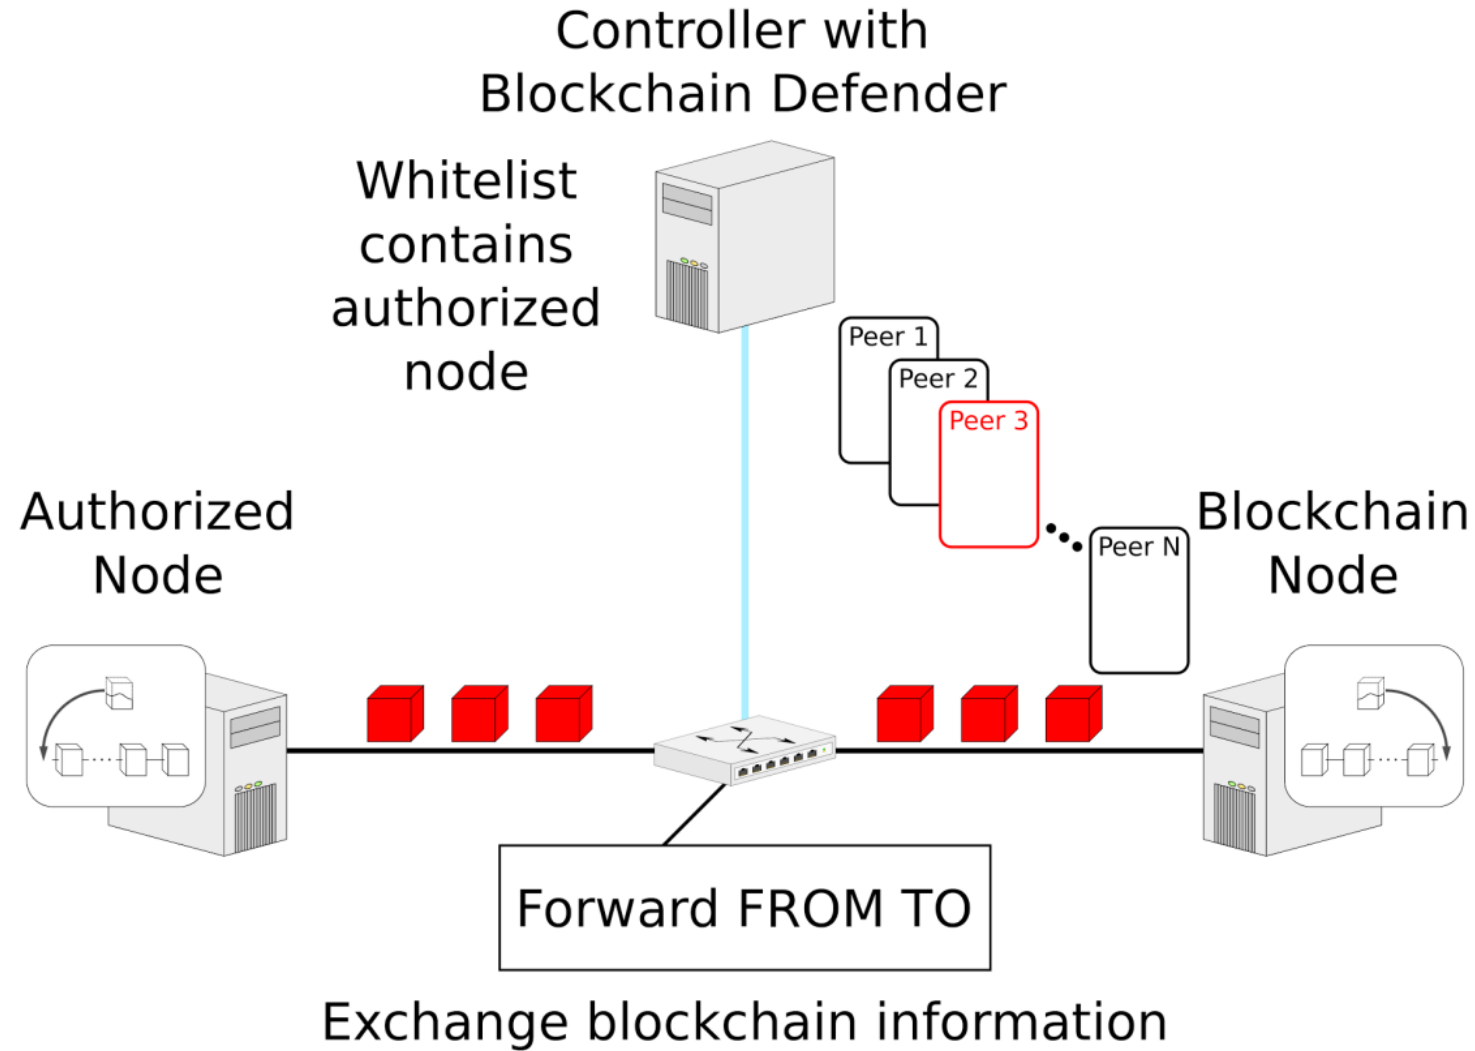 Controller with
Blockchain Defender
Whitelist
contains
authorized
node
Peer 1
Peer 2
Peer 3
Peer N
Authorized
Node
Blockchain
Node
Forward FROM TO
Exchange blockchain information